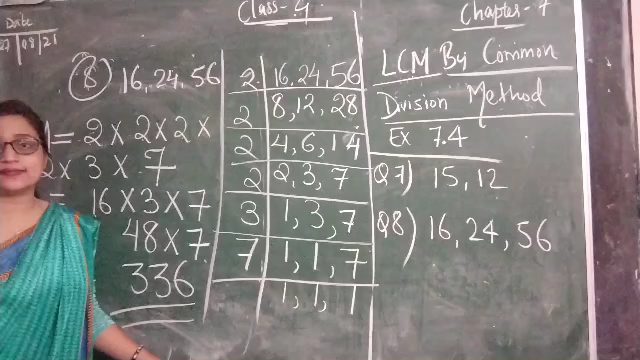 Date
27 | 08 | 21
Class-4
Chapter-7
(8) 16, 24, 56
= 2 X 2 X 2 X
2 X 3 X 7
= 16 X 3 X 7
48 X 7
336
2 | 16, 24, 56
2 | 8, 12, 28
2 | 4, 6, 14
2 | 2, 3, 7
3 | 1, 3, 7
7 | 1, 1, 7
1, 1, 1
LCM By Common
Division Method
Ex 7.4
Q7) 15, 12
Q8) 16, 24, 56